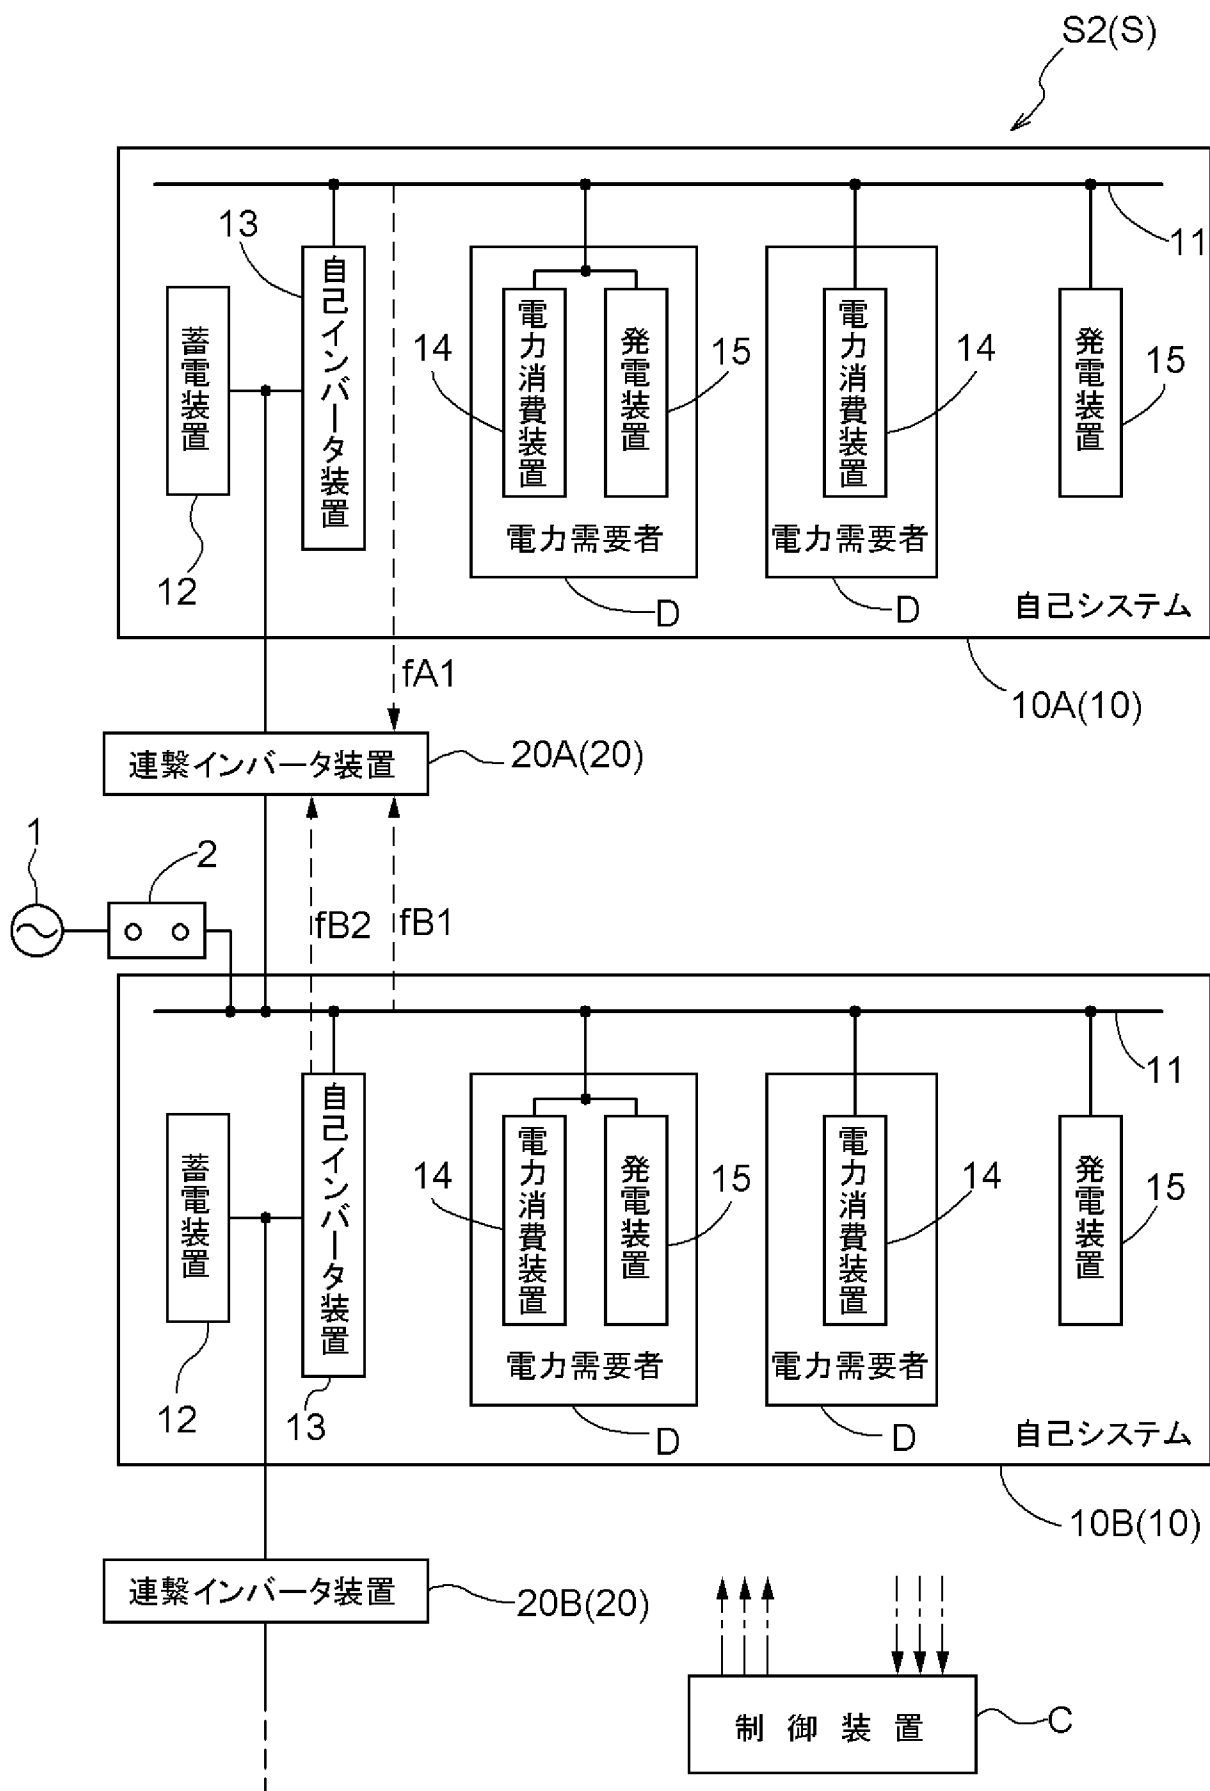 S2(S)
11
13
自己インバータ装置
蓄電装置
12
電力消費装置
14
発電装置
15
電力需要者
D
電力消費装置
14
電力需要者
D
発電装置
15
自己システム
10A(10)
fA1
連繋インバータ装置
20A(20)
1
2
fB2
fB1
11
自己インバータ装置
13
蓄電装置
12
電力消費装置
14
発電装置
15
電力需要者
D
電力消費装置
14
電力需要者
D
発電装置
15
自己システム
10B(10)
連繋インバータ装置
20B(20)
制御装置
C